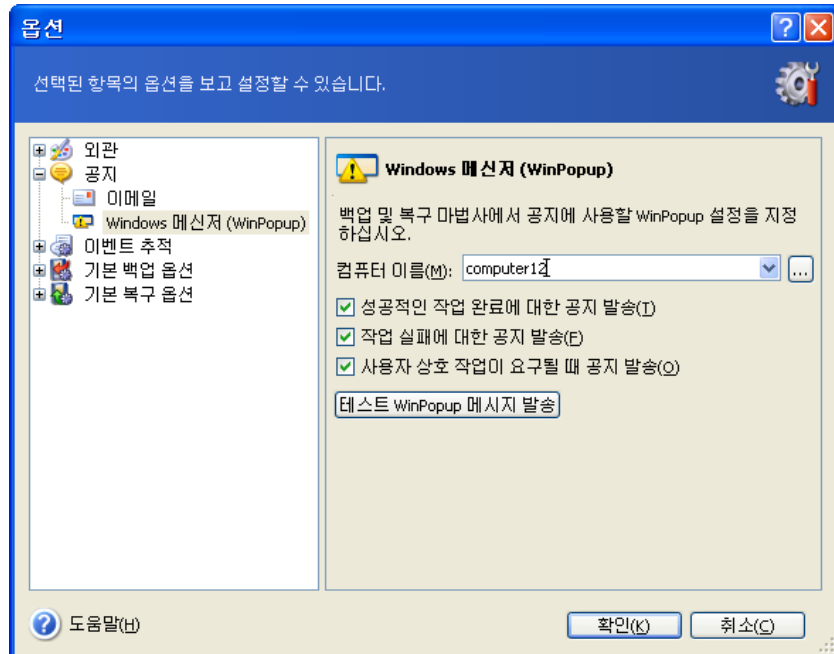 옵션
선택된 항목의 옵션을 보고 설정할 수 있습니다.
외관
공지
이메일
Windows 메신저 (WinPopup)
이벤트 추적
기본 백업 옵션
기본 복구 옵션
Windows 메신저 (WinPopup)
백업 및 복구 마법사에서 공지에 사용할 WinPopup 설정을 지정
하십시오.
컴퓨터 이름(M): computer12
...
성공적인 작업 완료에 대한 공지 발송(T)
작업 실패에 대한 공지 발송(F)
사용자 상호 작업이 요구될 때 공지 발송(O)
테스트 WinPopup 메시지 발송
도움말(H)
확인(K) 취소(C)